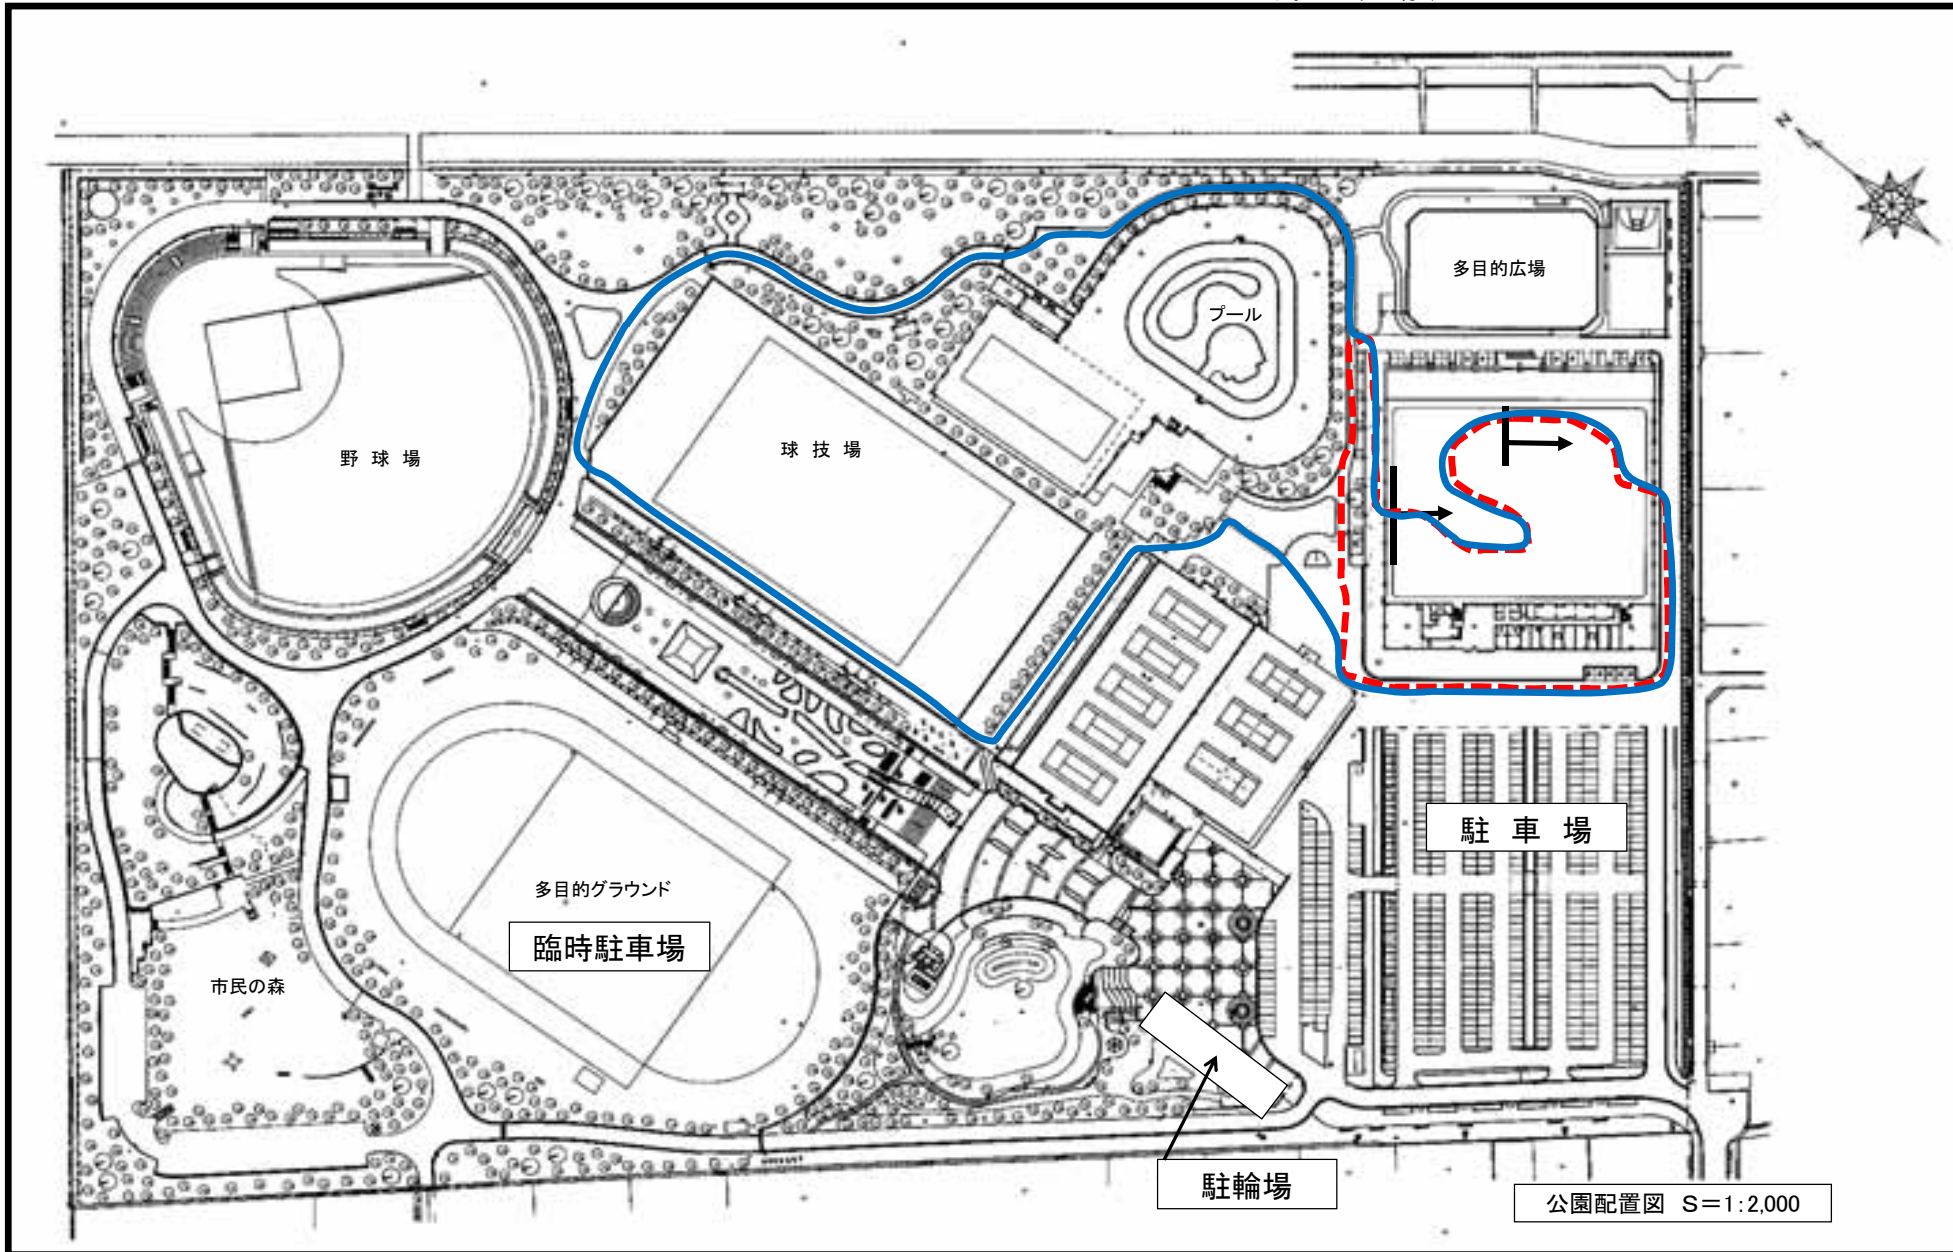 N
多目的広場
プール
野 球 場
球 技 場
駐 車 場
多目的グラウンド
臨時駐車場
市民の森
駐輪場
公園配置図 S=1:2,000